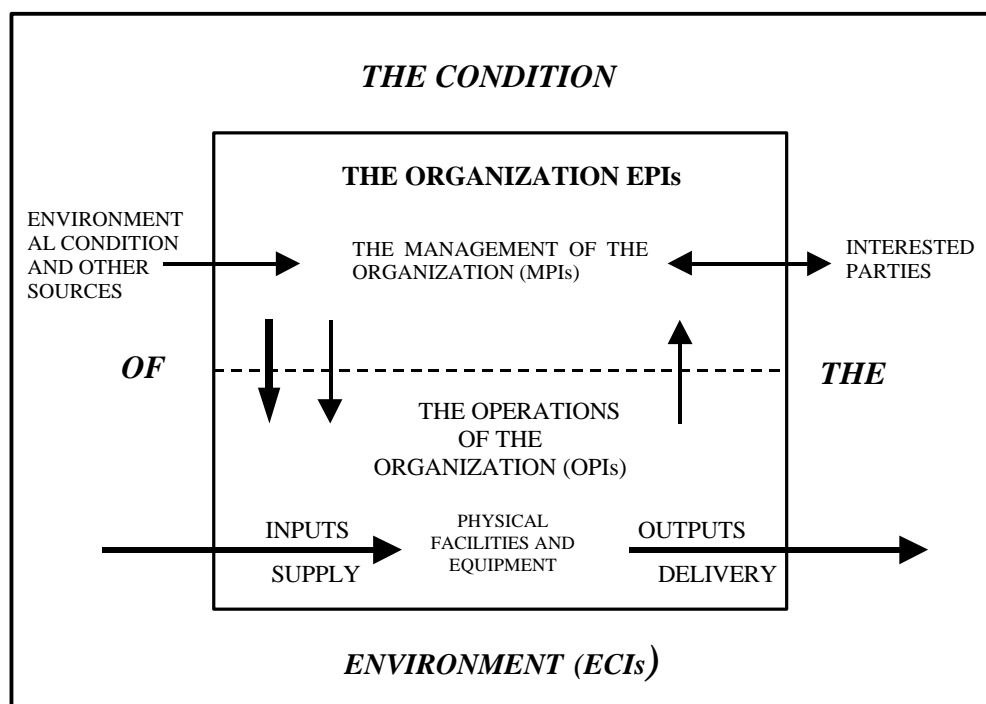 THE CONDITION
THE ORGANIZATION EPIs
ENVIRONMENT
AL CONDITION
AND OTHER
SOURCES
THE MANAGEMENT OF THE
ORGANIZATION (MPIs)
INTERESTED
PARTIES
OF
THE
THE OPERATIONS
OF THE
ORGANIZATION (OPIs)
INPUTS
SUPPLY
PHYSICAL
FACILITIES AND
EQUIPMENT
OUTPUTS
DELIVERY
ENVIRONMENT (ECIs)